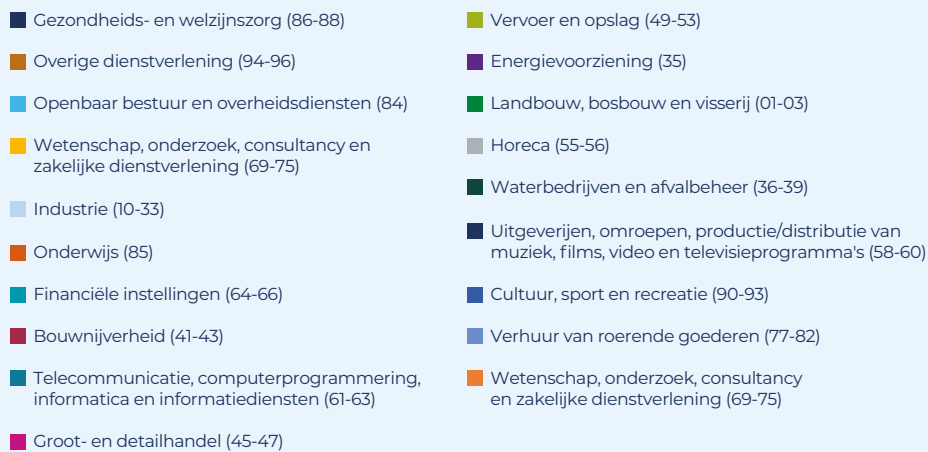 Gezondheids- en welzijnszorg (86-88)
Overige dienstverlening (94-96)
Openbaar bestuur en overheidsdiensten (84)
Wetenschap, onderzoek, consultancy en
zakelijke dienstverlening (69-75)
Industrie (10-33)
Onderwijs (85)
Financiële instellingen (64-66)
Bouwnijverheid (41-43)
Telecommunicatie, computerprogrammering,
informatica en informatiediensten (61-63)
Groot- en detailhandel (45-47)
Vervoer en opslag (49-53)
Energievoorziening (35)
Landbouw, bosbouw en visserij (01-03)
Horeca (55-56)
Waterbedrijven en afvalbeheer (36-39)
Uitgeverijen, omroepen, productie/distributie van
muziek, films, video en televisieprogramma's (58-60)
Cultuur, sport en recreatie (90-93)
Verhuur van roerende goederen (77-82)
Wetenschap, onderzoek, consultancy
en zakelijke dienstverlening (69-75)